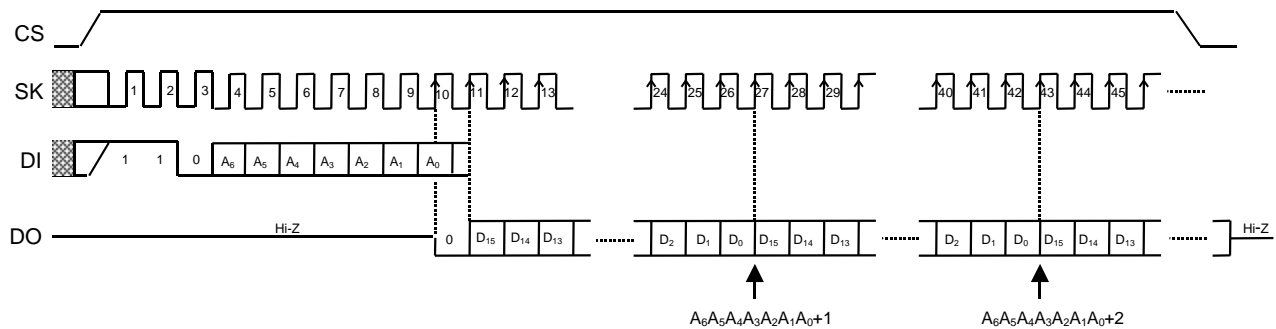 CS
SK 1 2 3 4 5 6 7 8 9 10 11 12 13 24 25 26 27 28 29 40 41 42 43 44 45
DI 1 1 0 A₆ A₅ A₄ A₃ A₂ A₁ A₀
DO Hi-Z 0 D₁₅ D₁₄ D₁₃ D₂ D₁ D₀ D₁₅ D₁₄ D₁₃ D₂ D₁ D₀ D₁₅ D₁₄ D₁₃ Hi-Z
A₆A₅A₄A₃A₂A₁A₀+1 A₆A₅A₄A₃A₂A₁A₀+2